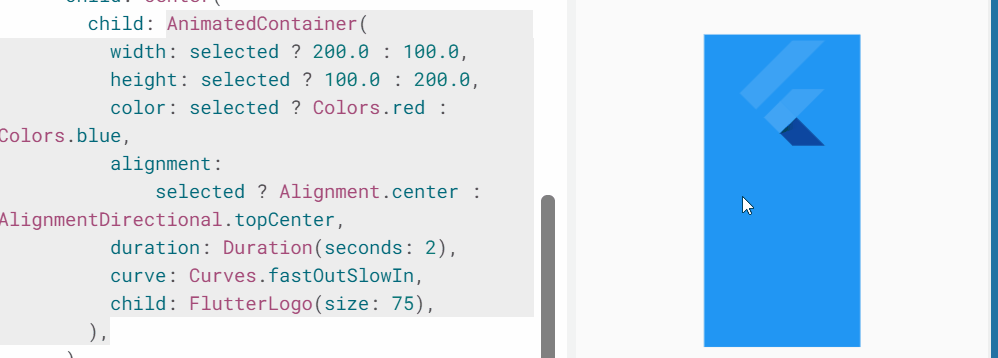 child: Center(
child: AnimatedContainer(
width: selected ? 200.0 : 100.0,
height: selected ? 100.0 : 200.0,
color: selected ? Colors.red :
Colors.blue,
alignment:
selected ? Alignment.center :
AlignmentDirectional.topCenter,
duration: Duration(seconds: 2),
curve: Curves.fastOutSlowIn,
child: FlutterLogo(size: 75),
),
)